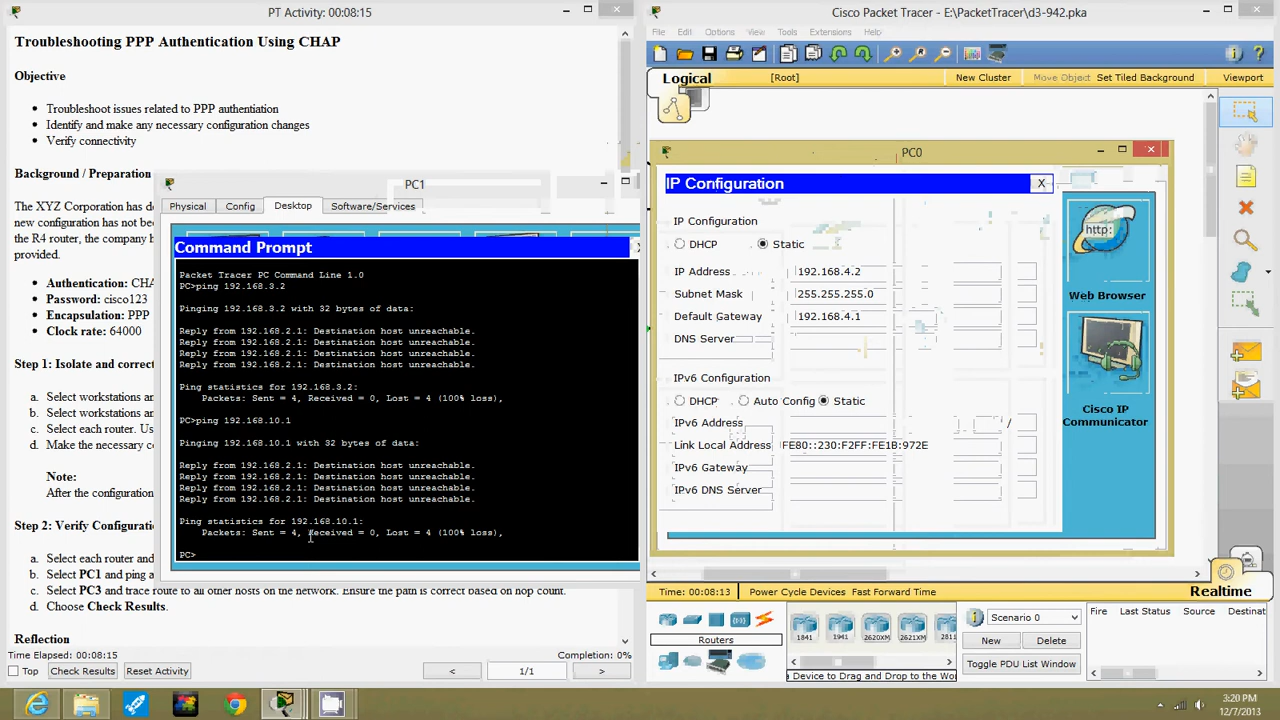 PT Activity: 00:08:15
Troubleshooting PPP Authentication Using CHAP
Objective
Troubleshoot issues related to PPP authentication
Identify and make any necessary configuration changes
Verify connectivity
Background / Preparation
The XYZ Corporation has de
new configuration has not be
the R4 router, the company h
provided.
Authentication: CHA
Password: cisco123
Encapsulation: PPP
Clock rate: 64000
Step 1: Isolate and correct
a. Select workstations a
b. Select workstations a
c. Select each router. Us
d. Make the necessary c
Note:
After the configuration
Step 2: Verify Configuratio
a. Select each router and
b. Select PC1 and ping a
c. Select PC3 and trace route to all other hosts on the network. Ensure the path is correct based on hop count.
d. Choose Check Results.
Reflection
Time Elapsed: 00:08:15
Completion: 0%
Top
Check Results
Reset Activity
<
1/1
>
PC1
Physical
Config
Desktop
Software/Services
Command Prompt
X
Packet Tracer PC Command Line 1.0
PC>ping 192.168.3.2
Pinging 192.168.3.2 with 32 bytes of data:
Reply from 192.168.2.1: Destination host unreachable.
Reply from 192.168.2.1: Destination host unreachable.
Reply from 192.168.2.1: Destination host unreachable.
Reply from 192.168.2.1: Destination host unreachable.
Ping statistics for 192.168.3.2:
Packets: Sent = 4, Received = 0, Lost = 4 (100% loss),
PC>ping 192.168.10.1
Pinging 192.168.10.1 with 32 bytes of data:
Reply from 192.168.2.1: Destination host unreachable.
Reply from 192.168.2.1: Destination host unreachable.
Reply from 192.168.2.1: Destination host unreachable.
Reply from 192.168.2.1: Destination host unreachable.
Ping statistics for 192.168.10.1:
Packets: Sent = 4, Received = 0, Lost = 4 (100% loss),
PC>
Cisco Packet Tracer - E:\PacketTracer\d3-942.pka
File Edit Options View Tools Extensions Help
Logical
[Root]
New Cluster
Move Object
Set Tiled Background
Viewport
PC0
IP Configuration
X
IP Configuration
DHCP
Static
IP Address 192.168.4.2
Subnet Mask 255.255.255.0
Default Gateway 192.168.4.1
DNS Server
IPv6 Configuration
DHCP
Auto Config
Static
IPv6 Address /
Link Local Address FE80::230:F2FF:FE1B:972E
IPv6 Gateway
IPv6 DNS Server
http:
Web Browser
Cisco IP
Communicator
Time: 00:08:13
Power Cycle Devices Fast Forward Time
Realtime
Routers
1841
1941
2620XM
2621XM
2811
Device to Drag and Drop to the Wo
Scenario 0
New
Delete
Toggle PDU List Window
Fire
Last Status
Source
Destinat
3:20 PM
12/7/2013